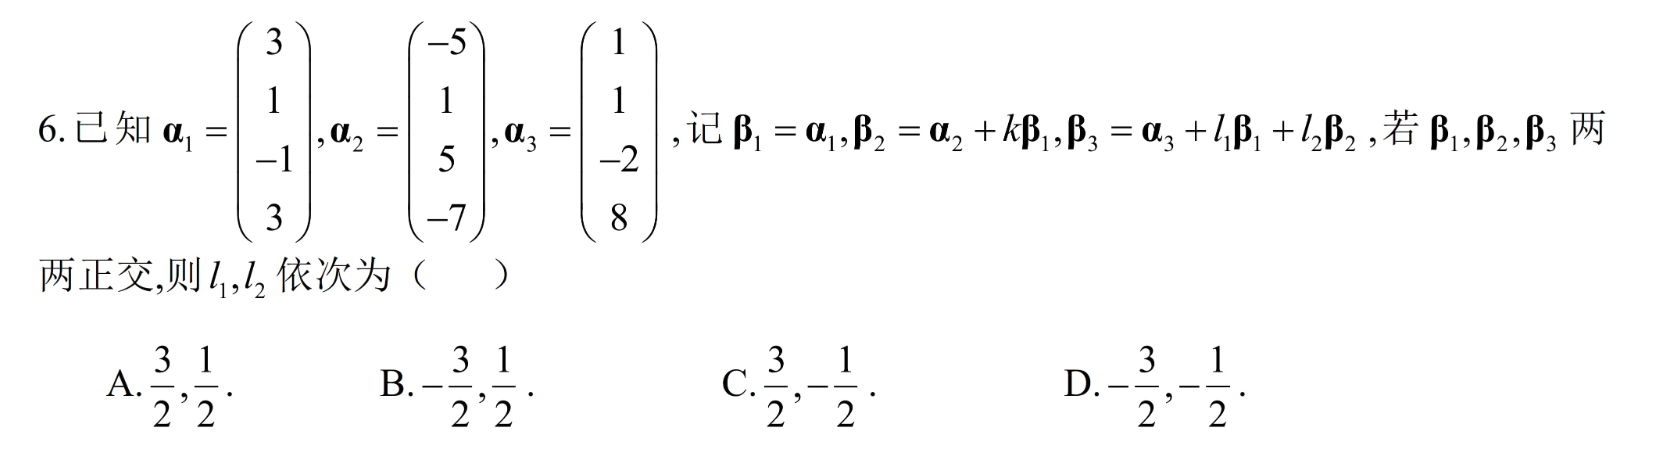 6.已知 α₁ = (3, 1, −1, 3)ᵀ, α₂ = (−5, 1, 5, −7)ᵀ, α₃ = (1, 1, −2, 8)ᵀ, 记 β₁ = α₁, β₂ = α₂ + kβ₁, β₃ = α₃ + l₁β₁ + l₂β₂, 若 β₁, β₂, β₃ 两
两正交,则 l₁, l₂ 依次为（　　）
A. 3/2, 1/2. B. −3/2, 1/2. C. 3/2, −1/2. D. −3/2, −1/2.